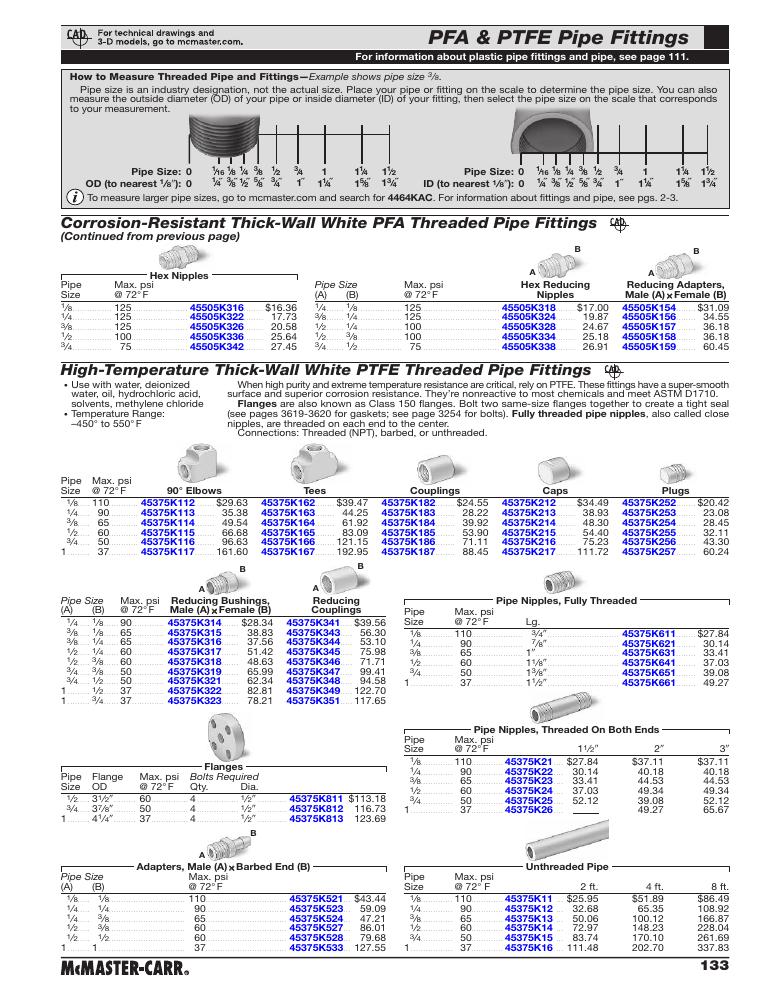 CAD For technical drawings and
3-D models, go to mcmaster.com.
PFA & PTFE Pipe Fittings
For information about plastic pipe fittings and pipe, see page 111.
How to Measure Threaded Pipe and Fittings—Example shows pipe size 3/8.
Pipe size is an industry designation, not the actual size. Place your pipe or fitting on the scale to determine the pipe size. You can also
measure the outside diameter (OD) of your pipe or inside diameter (ID) of your fitting, then select the pipe size on the scale that corresponds
to your measurement.
Pipe Size: 0 1/16 1/8 1/4 3/8 1/2 3/4 1 1 1/4 1 1/2
OD (to nearest 1/8"): 0 1/4" 3/8" 1/2" 5/8" 3/4" 1" 1 1/4" 1 5/8" 1 3/4"
Pipe Size: 0 1/16 1/8 1/4 3/8 1/2 3/4 1 1 1/4 1 1/2
ID (to nearest 1/8"): 0 1/4" 3/8" 1/2" 5/8" 3/4" 1" 1 1/4" 1 5/8" 1 3/4"
i To measure larger pipe sizes, go to mcmaster.com and search for 4464KAC. For information about fittings and pipe, see pgs. 2-3.
Corrosion-Resistant Thick-Wall White PFA Threaded Pipe Fittings CAD
(Continued from previous page)
Hex Nipples
Pipe Size Max. psi @ 72°F
1/8 125 45505K316 $16.36
1/4 125 45505K322 17.73
3/8 125 45505K326 20.58
1/2 100 45505K336 25.64
3/4 75 45505K342 27.45
A B A B
Pipe Size (A) (B) Max. psi @ 72°F Hex Reducing Nipples Reducing Adapters, Male (A) x Female (B)
1/4 1/8 125 45505K318 $17.00 45505K154 $31.09
3/8 1/4 125 45505K324 19.87 45505K156 34.55
1/2 1/4 100 45505K328 24.67 45505K157 36.18
1/2 3/8 100 45505K334 25.18 45505K158 36.18
3/4 1/2 75 45505K338 26.91 45505K159 60.45
High-Temperature Thick-Wall White PTFE Threaded Pipe Fittings CAD
• Use with water, deionized
water, oil, hydrochloric acid,
solvents, methylene chloride
• Temperature Range:
–450° to 550°F
When high purity and extreme temperature resistance are critical, rely on PTFE. These fittings have a super-smooth
surface and superior corrosion resistance. They're nonreactive to most chemicals and meet ASTM D1710.
Flanges are also known as Class 150 flanges. Bolt two same-size flanges together to create a tight seal
(see pages 3619-3620 for gaskets; see page 3254 for bolts). Fully threaded pipe nipples, also called close
nipples, are threaded on each end to the center.
Connections: Threaded (NPT), barbed, or unthreaded.
Pipe Size Max. psi @ 72°F 90° Elbows Tees Couplings Caps Plugs
1/8 110 45375K112 $29.63 45375K162 $39.47 45375K182 $24.55 45375K212 $34.49 45375K252 $20.42
1/4 90 45375K113 35.38 45375K163 44.25 45375K183 28.22 45375K213 38.93 45375K253 23.08
3/8 65 45375K114 49.54 45375K164 61.92 45375K184 39.92 45375K214 48.30 45375K254 28.45
1/2 60 45375K115 66.68 45375K165 83.09 45375K185 53.90 45375K215 54.40 45375K255 32.11
3/4 50 45375K116 96.63 45375K166 121.15 45375K186 71.11 45375K216 75.23 45375K256 43.30
1 37 45375K117 161.60 45375K167 192.95 45375K187 88.45 45375K217 111.72 45375K257 60.24
A B A B
Pipe Size (A) (B) Max. psi @ 72°F Reducing Bushings, Male (A) x Female (B) Reducing Couplings
1/4 1/8 90 45375K314 $28.34 45375K341 $39.56
3/8 1/8 65 45375K315 38.83 45375K343 56.30
3/8 1/4 65 45375K316 37.56 45375K344 53.10
1/2 1/4 60 45375K317 51.42 45375K345 75.98
1/2 3/8 60 45375K318 48.63 45375K346 71.71
3/4 3/8 50 45375K319 65.99 45375K347 99.41
3/4 1/2 50 45375K321 62.34 45375K348 94.58
1 1/2 37 45375K322 82.81 45375K349 122.70
1 3/4 37 45375K323 78.21 45375K351 117.65
Pipe Nipples, Fully Threaded
Pipe Size Max. psi @ 72°F Lg.
1/8 110 3/4" 45375K611 $27.84
1/4 90 7/8" 45375K621 30.14
3/8 65 1" 45375K631 33.41
1/2 60 1 1/8" 45375K641 37.03
3/4 50 1 3/8" 45375K651 39.08
1 37 1 1/2" 45375K661 49.27
Flanges
Pipe Size Flange OD Max. psi @ 72°F Bolts Required Qty. Dia.
1/2 3 1/2" 60 4 1/2" 45375K811 $113.18
3/4 3 7/8" 50 4 1/2" 45375K812 116.73
1 4 1/4" 37 4 1/2" 45375K813 123.69
Pipe Nipples, Threaded On Both Ends
Pipe Size Max. psi @ 72°F 1 1/2" 2" 3"
1/8 110 45375K21 $27.84 $37.11 $37.11
1/4 90 45375K22 30.14 40.18 40.18
3/8 65 45375K23 33.41 44.53 44.53
1/2 60 45375K24 37.03 49.34 49.34
3/4 50 45375K25 52.12 39.08 52.12
1 37 45375K26 ____ 49.27 65.67
A B
Adapters, Male (A) x Barbed End (B)
Pipe Size (A) (B) Max. psi @ 72°F
1/8 1/8 110 45375K521 $43.44
1/4 1/4 90 45375K523 59.09
1/4 3/8 65 45375K524 47.21
1/2 3/8 60 45375K527 86.01
1/2 1/2 60 45375K528 79.68
1 1 37 45375K533 127.55
Unthreaded Pipe
Pipe Size Max. psi @ 72°F 2 ft. 4 ft. 8 ft.
1/8 110 45375K11 $25.95 $51.89 $86.49
1/4 90 45375K12 32.68 65.35 108.92
3/8 65 45375K13 50.06 100.12 166.87
1/2 60 45375K14 72.97 148.23 228.04
3/4 50 45375K15 83.74 170.10 261.69
1 37 45375K16 111.48 202.70 337.83
McMASTER-CARR®
133